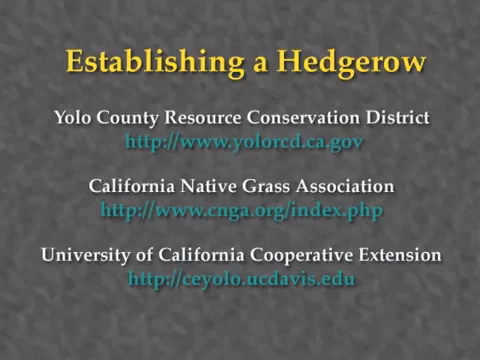 Establishing a Hedgerow
Yolo County Resource Conservation District
http://www.yolorcd.ca.gov
California Native Grass Association
http://www.cnga.org/index.php
University of California Cooperative Extension
http://ceyolo.ucdavis.edu